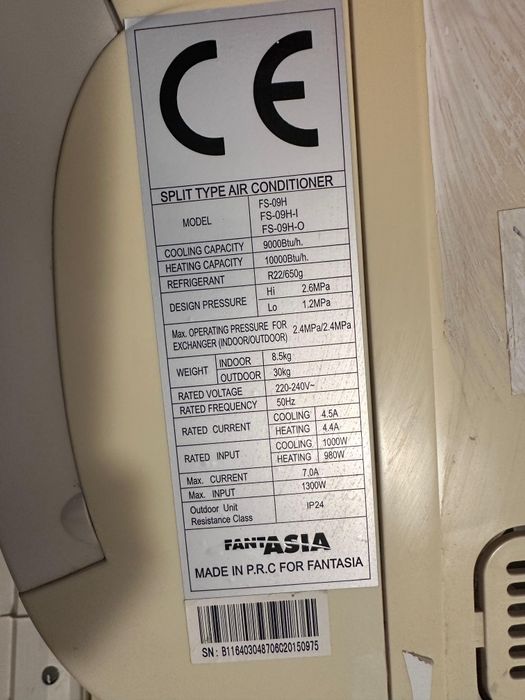 CE
SPLIT TYPE AIR CONDITIONER
MODEL FS-09H
FS-09H-I
FS-09H-O
COOLING CAPACITY 9000Btu/h.
HEATING CAPACITY 10000Btu/h.
REFRIGERANT R22/650g
DESIGN PRESSURE Hi 2.6MPa
Lo 1.2MPa
Max. OPERATING PRESSURE FOR
EXCHANGER (INDOOR/OUTDOOR) 2.4MPa/2.4MPa
WEIGHT INDOOR 8.5kg
OUTDOOR 30kg
RATED VOLTAGE 220-240V~
RATED FREQUENCY 50Hz
RATED CURRENT COOLING 4.5A
HEATING 4.4A
RATED INPUT COOLING 1000W
HEATING 980W
Max. CURRENT 7.0A
Max. INPUT 1300W
Outdoor Unit
Resistance Class IP24
FANTASIA
MADE IN P.R.C FOR FANTASIA
SN: B116403048706C20150975